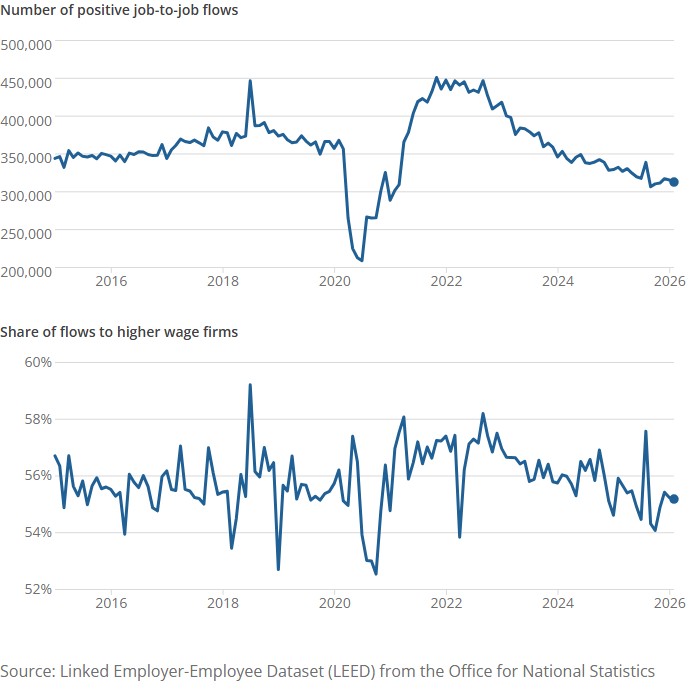 Number of positive job-to-job flows
500,000
450,000
400,000
350,000
300,000
250,000
200,000
2016 2018 2020 2022 2024 2026
Share of flows to higher wage firms
60%
58%
56%
54%
52%
2016 2018 2020 2022 2024 2026
Source: Linked Employer-Employee Dataset (LEED) from the Office for National Statistics